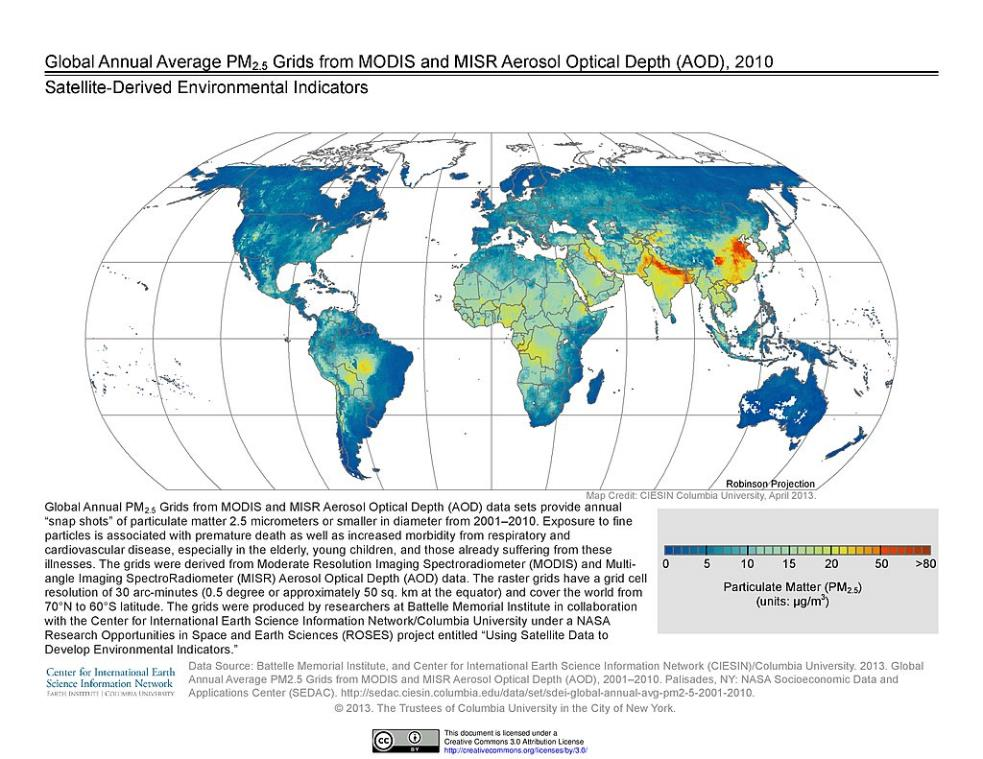 Global Annual Average PM2.5 Grids from MODIS and MISR Aerosol Optical Depth (AOD), 2010
Satellite-Derived Environmental Indicators
Robinson Projection
Map Credit: CIESIN Columbia University, April 2013.
Global Annual PM2.5 Grids from MODIS and MISR Aerosol Optical Depth (AOD) data sets provide annual
“snap shots” of particulate matter 2.5 micrometers or smaller in diameter from 2001–2010. Exposure to fine
particles is associated with premature death as well as increased morbidity from respiratory and
cardiovascular disease, especially in the elderly, young children, and those already suffering from these
illnesses. The grids were derived from Moderate Resolution Imaging Spectroradiometer (MODIS) and Multi-
angle Imaging SpectroRadiometer (MISR) Aerosol Optical Depth (AOD) data. The raster grids have a grid cell
resolution of 30 arc-minutes (0.5 degree or approximately 50 sq. km at the equator) and cover the world from
70°N to 60°S latitude. The grids were produced by researchers at Battelle Memorial Institute in collaboration
with the Center for International Earth Science Information Network/Columbia University under a NASA
Research Opportunities in Space and Earth Sciences (ROSES) project entitled “Using Satellite Data to
Develop Environmental Indicators.”
0 5 10 15 20 50 >80
Particulate Matter (PM2.5)
(units: µg/m³)
Center for International Earth
Science Information Network
EARTH INSTITUTE | COLUMBIA UNIVERSITY
Data Source: Battelle Memorial Institute, and Center for International Earth Science Information Network (CIESIN)/Columbia University. 2013. Global
Annual Average PM2.5 Grids from MODIS and MISR Aerosol Optical Depth (AOD), 2001–2010. Palisades, NY: NASA Socioeconomic Data and
Applications Center (SEDAC). http://sedac.ciesin.columbia.edu/data/set/sdei-global-annual-avg-pm2-5-2001-2010.
© 2013. The Trustees of Columbia University in the City of New York.
cc BY
This document is licensed under a
Creative Commons 3.0 Attribution License
http://creativecommons.org/licenses/by/3.0/